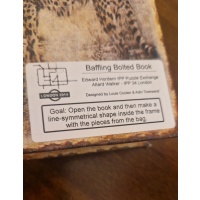 Baffling Bolted Book
Edward Hordern IPP Puzzle Exchange
Allard Walker - IPP 34 London
LONDON 2014
Designed by Louis Coolen & Allard Walker
Goal: Open the book and then make a
line-symmetrical shape inside the frame
with the pieces from the bag.